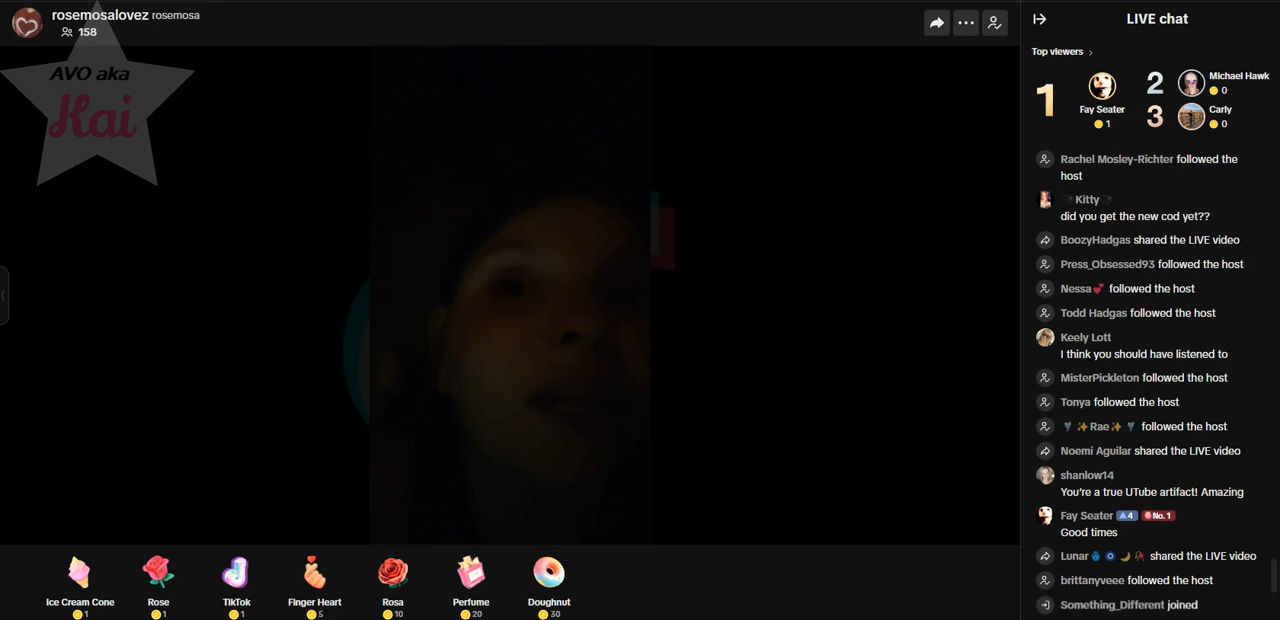 rosemosalovez rosemosa
158
AVO aka
Kai
LIVE chat
Top viewers
1
Fay Seater
1
2
Michael Hawk
0
3
Carly
0
Rachel Mosley-Richter followed the
host
Kitty
did you get the new cod yet??
BoozyHadgas shared the LIVE video
Press_Obsessed93 followed the host
Nessa💕 followed the host
Todd Hadgas followed the host
Keely Lott
I think you should have listened to
MisterPickleton followed the host
Tonya followed the host
✨Rae✨ followed the host
Noemi Aguilar shared the LIVE video
shanlow14
You're a true UTube artifact! Amazing
Fay Seater 4 No. 1
Good times
Lunar shared the LIVE video
brittanyveee followed the host
Something_Different joined
Ice Cream Cone
1
Rose
1
TikTok
1
Finger Heart
5
Rosa
10
Perfume
20
Doughnut
30